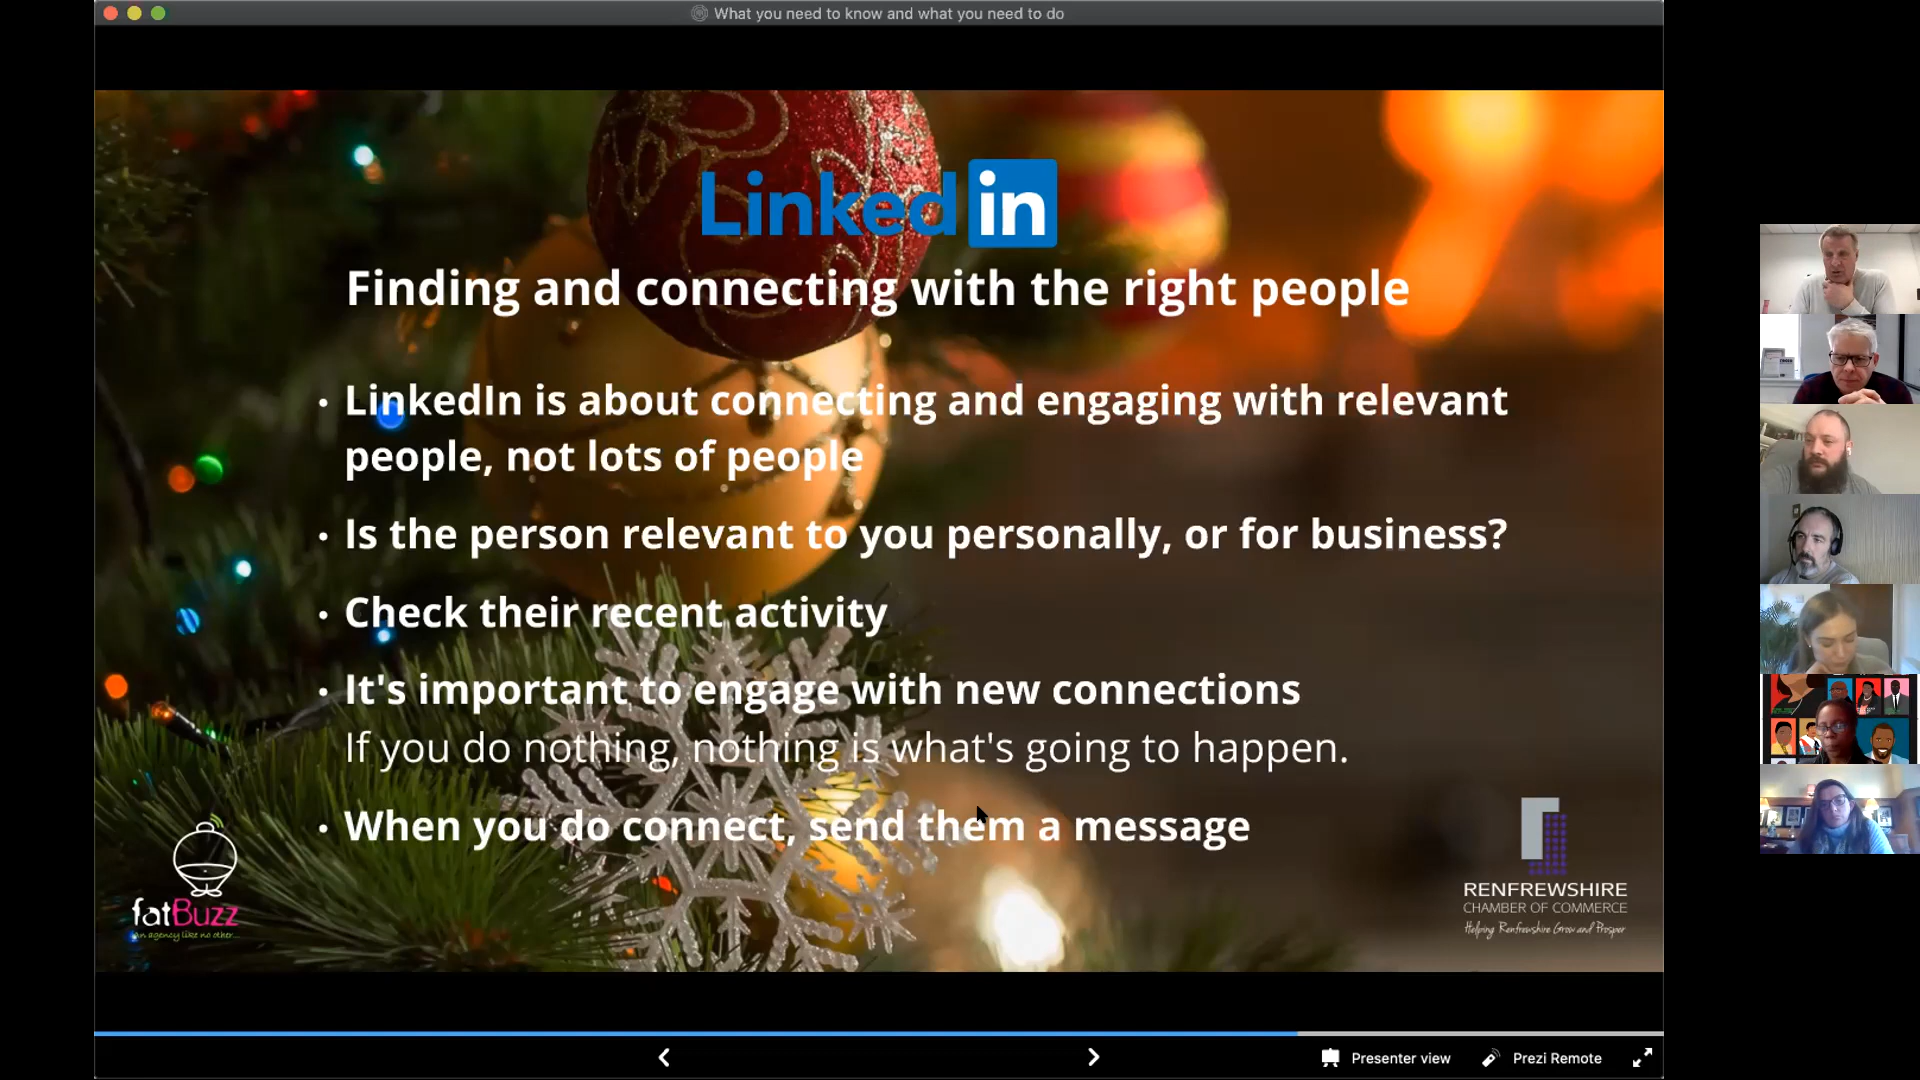 What you need to know and what you need to do
Linked in
Finding and connecting with the right people
• LinkedIn is about connecting and engaging with relevant
people, not lots of people
• Is the person relevant to you personally, or for business?
• Check their recent activity
• It's important to engage with new connections
If you do nothing, nothing is what's going to happen.
• When you do connect, send them a message
fatBuzz
an agency like no other...
RENFREWSHIRE
CHAMBER OF COMMERCE
Helping Renfrewshire Grow and Prosper
Presenter view
Prezi Remote